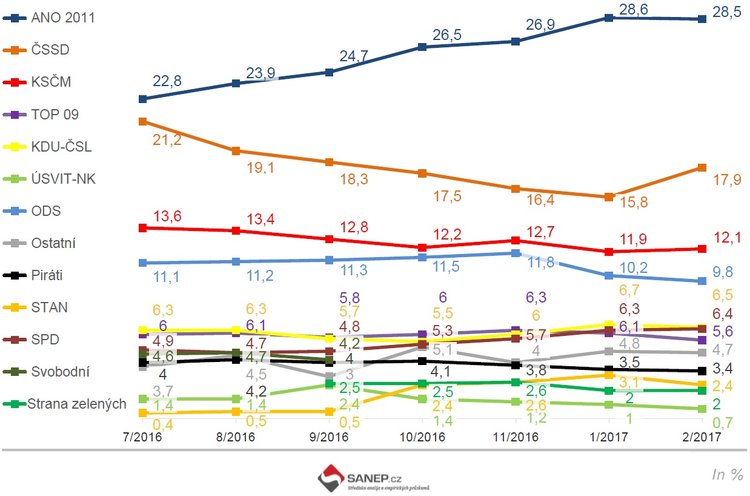 ANO 2011
ČSSD
KSČM
TOP 09
KDU-ČSL
ÚSVIT-NK
ODS
Ostatní
Piráti
STAN
SPD
Svobodní
Strana zelených
22,8 23,9 24,7 26,5 26,9 28,6 28,5
21,2 19,1 18,3 17,5 16,4 15,8 17,9
13,6 13,4 12,8 12,2 12,7 11,9 12,1
11,1 11,2 11,3 11,5 11,8 10,2 9,8
6,3 6,3 5,7 5,5 6 6,7 6,5
6 6,1 5,8 6 6,3 6,1 5,6
4,9 4,7 4,8 5,3 5,7 6,3 6,4
4,6 4,7 4,2
4 4,5 3 5,1 4 4,8 4,7
3,7 4,2 4 4,1 3,8 3,5 3,4
1,4 1,4 2,4 1,4 1,2 1 0,7
2,5 2,5 2,6 2 2
0,4 0,5 0,5 2,4 2,6 3,1 2,4
7/2016 8/2016 9/2016 10/2016 11/2016 1/2017 2/2017
SANEP.cz
Středisko analýz a empirických průzkumů
In %